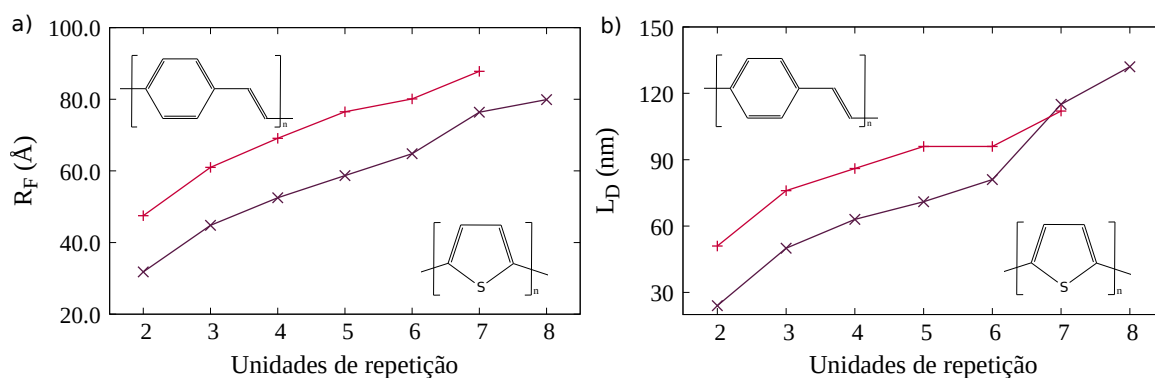 a)
100.0
80.0
60.0
40.0
20.0
R_F (Å)
n
S
n
2 3 4 5 6 7 8
Unidades de repetição
b)
150
120
90
60
30
L_D (nm)
n
S
n
2 3 4 5 6 7 8
Unidades de repetição